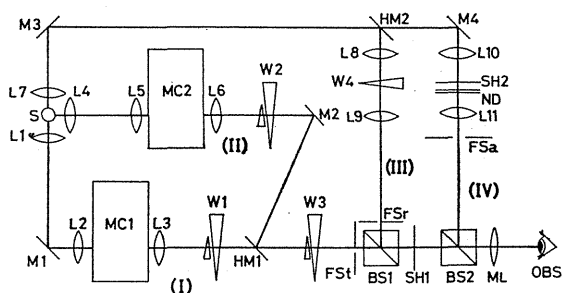 M3 HM2 M4
L8 L10
L7 W2 W4 SH2
S L4 L5 MC2 L6 ND
L1 M2 L9 L11
(II) FSa
(III)
L2 MC1 L3 W1 W3 (IV)
FSr
M1 HM1
(I) FSt BS1 SH1 BS2 ML OBS